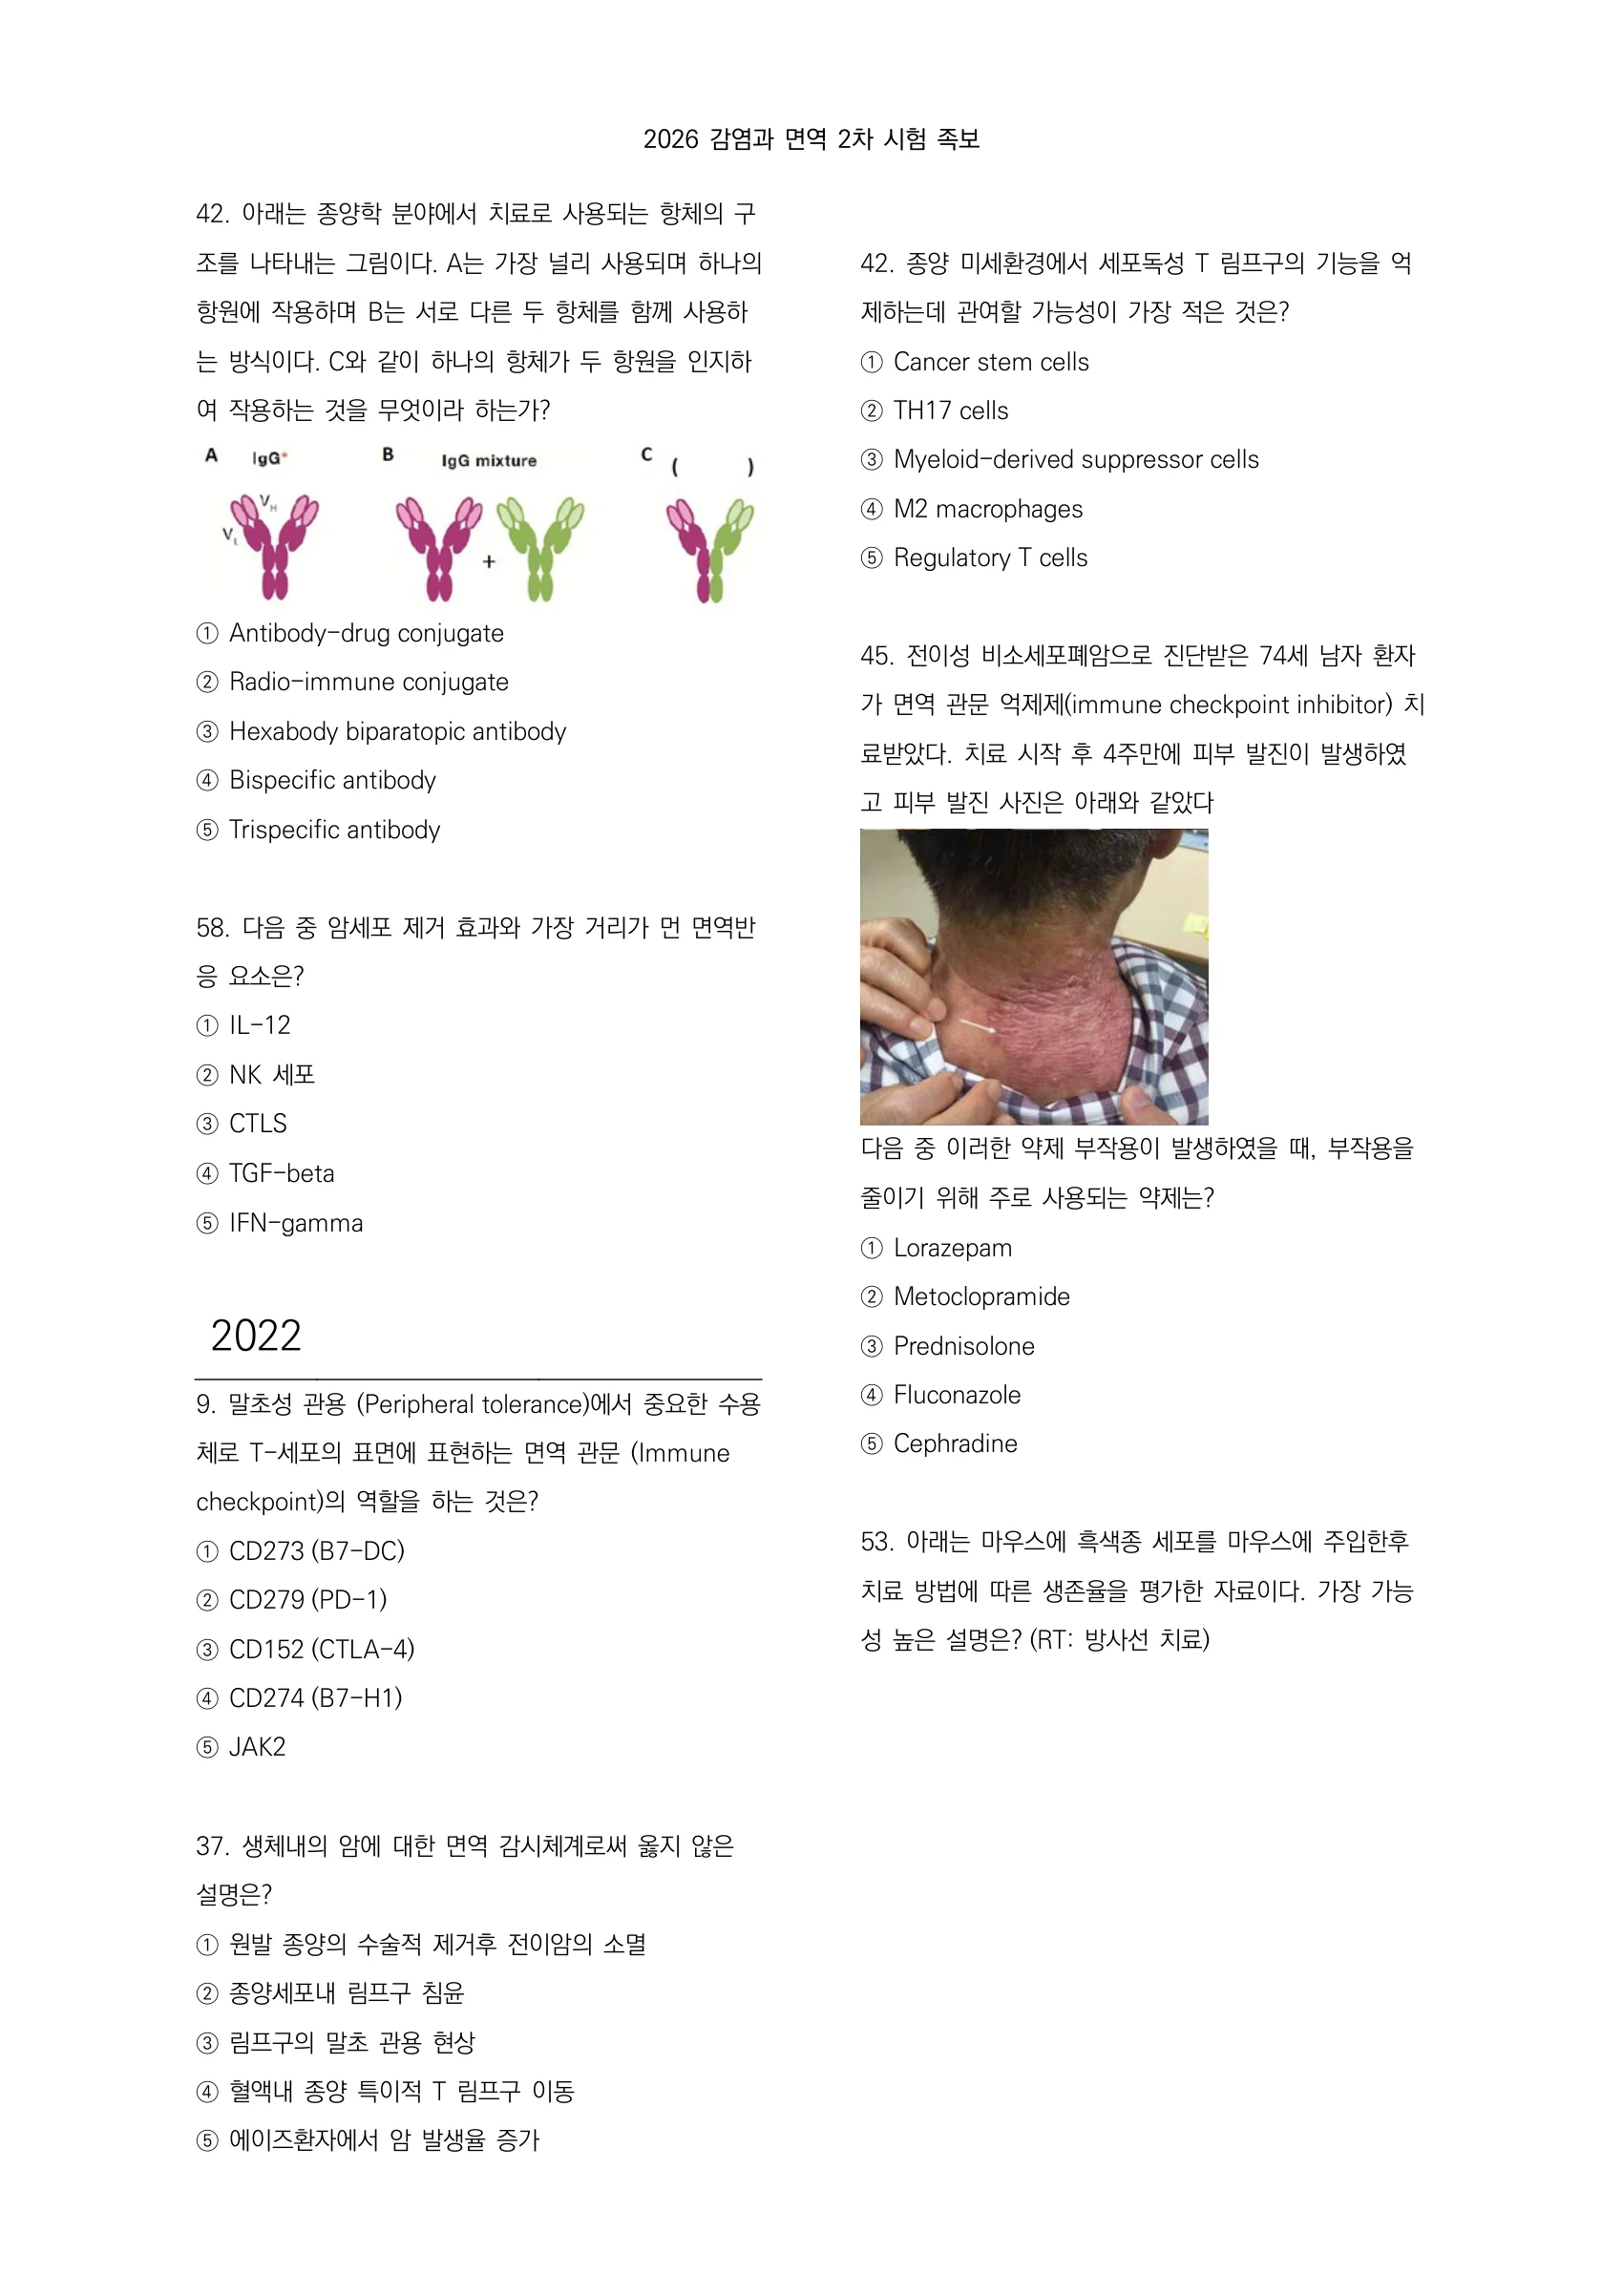 2026 감염과 면역 2차 시험 족보
42. 아래는 종양학 분야에서 치료로 사용되는 항체의 구
조를 나타내는 그림이다. A는 가장 널리 사용되며 하나의
항원에 작용하며 B는 서로 다른 두 항체를 함께 사용하
는 방식이다. C와 같이 하나의 항체가 두 항원을 인지하
여 작용하는 것을 무엇이라 하는가?
A IgG* B IgG mixture C ( )
VH
VL
+
① Antibody-drug conjugate
② Radio-immune conjugate
③ Hexabody biparatopic antibody
④ Bispecific antibody
⑤ Trispecific antibody
58. 다음 중 암세포 제거 효과와 가장 거리가 먼 면역반
응 요소은?
① IL-12
② NK 세포
③ CTLS
④ TGF-beta
⑤ IFN-gamma
2022
9. 말초성 관용 (Peripheral tolerance)에서 중요한 수용
체로 T-세포의 표면에 표현하는 면역 관문 (Immune
checkpoint)의 역할을 하는 것은?
① CD273 (B7-DC)
② CD279 (PD-1)
③ CD152 (CTLA-4)
④ CD274 (B7-H1)
⑤ JAK2
37. 생체내의 암에 대한 면역 감시체계로써 옳지 않은
설명은?
① 원발 종양의 수술적 제거후 전이암의 소멸
② 종양세포내 림프구 침윤
③ 림프구의 말초 관용 현상
④ 혈액내 종양 특이적 T 림프구 이동
⑤ 에이즈환자에서 암 발생율 증가
42. 종양 미세환경에서 세포독성 T 림프구의 기능을 억
제하는데 관여할 가능성이 가장 적은 것은?
① Cancer stem cells
② TH17 cells
③ Myeloid-derived suppressor cells
④ M2 macrophages
⑤ Regulatory T cells
45. 전이성 비소세포폐암으로 진단받은 74세 남자 환자
가 면역 관문 억제제(immune checkpoint inhibitor) 치
료받았다. 치료 시작 후 4주만에 피부 발진이 발생하였
고 피부 발진 사진은 아래와 같았다
다음 중 이러한 약제 부작용이 발생하였을 때, 부작용을
줄이기 위해 주로 사용되는 약제는?
① Lorazepam
② Metoclopramide
③ Prednisolone
④ Fluconazole
⑤ Cephradine
53. 아래는 마우스에 흑색종 세포를 마우스에 주입한후
치료 방법에 따른 생존율을 평가한 자료이다. 가장 가능
성 높은 설명은? (RT: 방사선 치료)